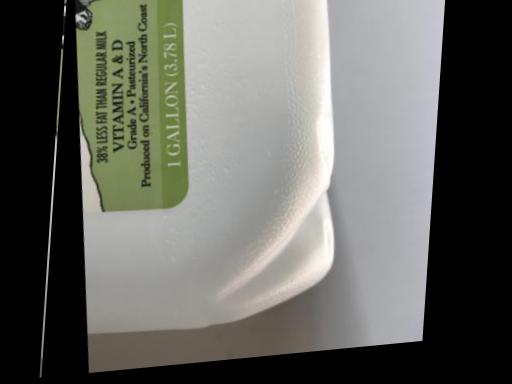 38% LESS FAT THAN REGULAR MILK
VITAMIN A & D
Grade A • Pasteurized
Produced on California's North Coast
1 GALLON (3.78 L)